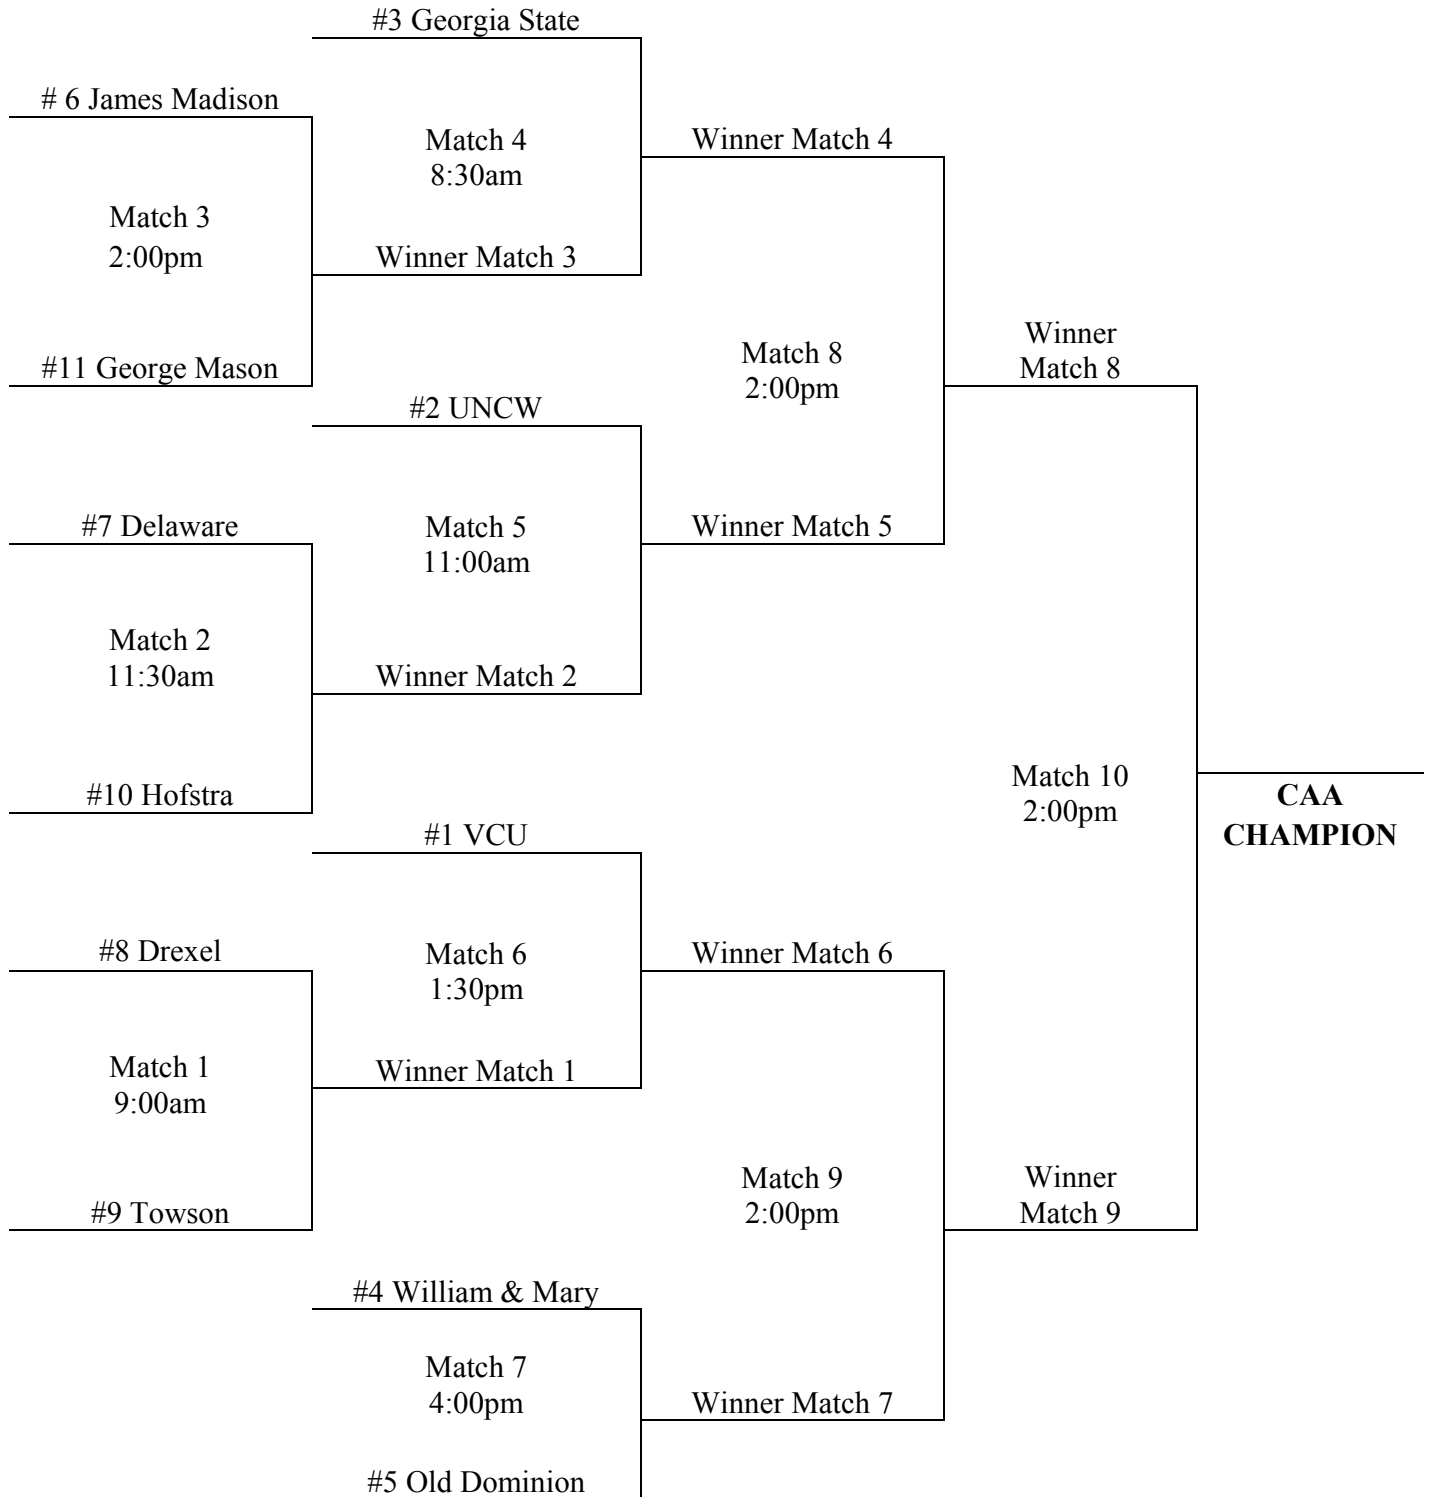 #3 Georgia State
# 6 James Madison
Match 4
8:30am
Winner Match 4
Match 3
2:00pm
Winner Match 3
#11 George Mason
Match 8
2:00pm
Winner
Match 8
#2 UNCW
#7 Delaware
Match 5
11:00am
Winner Match 5
Match 2
11:30am
Winner Match 2
#10 Hofstra
Match 10
2:00pm
CAA
CHAMPION
#1 VCU
#8 Drexel
Match 6
1:30pm
Winner Match 6
Match 1
9:00am
Winner Match 1
#9 Towson
Match 9
2:00pm
Winner
Match 9
#4 William & Mary
Match 7
4:00pm
Winner Match 7
#5 Old Dominion